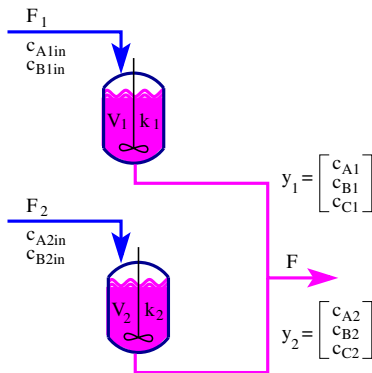 F1
cA1in
cB1in
V1 k1
y1 = [cA1
cB1
cC1]
F2
cA2in
cB2in
F
V2 k2
y2 = [cA2
cB2
cC2]